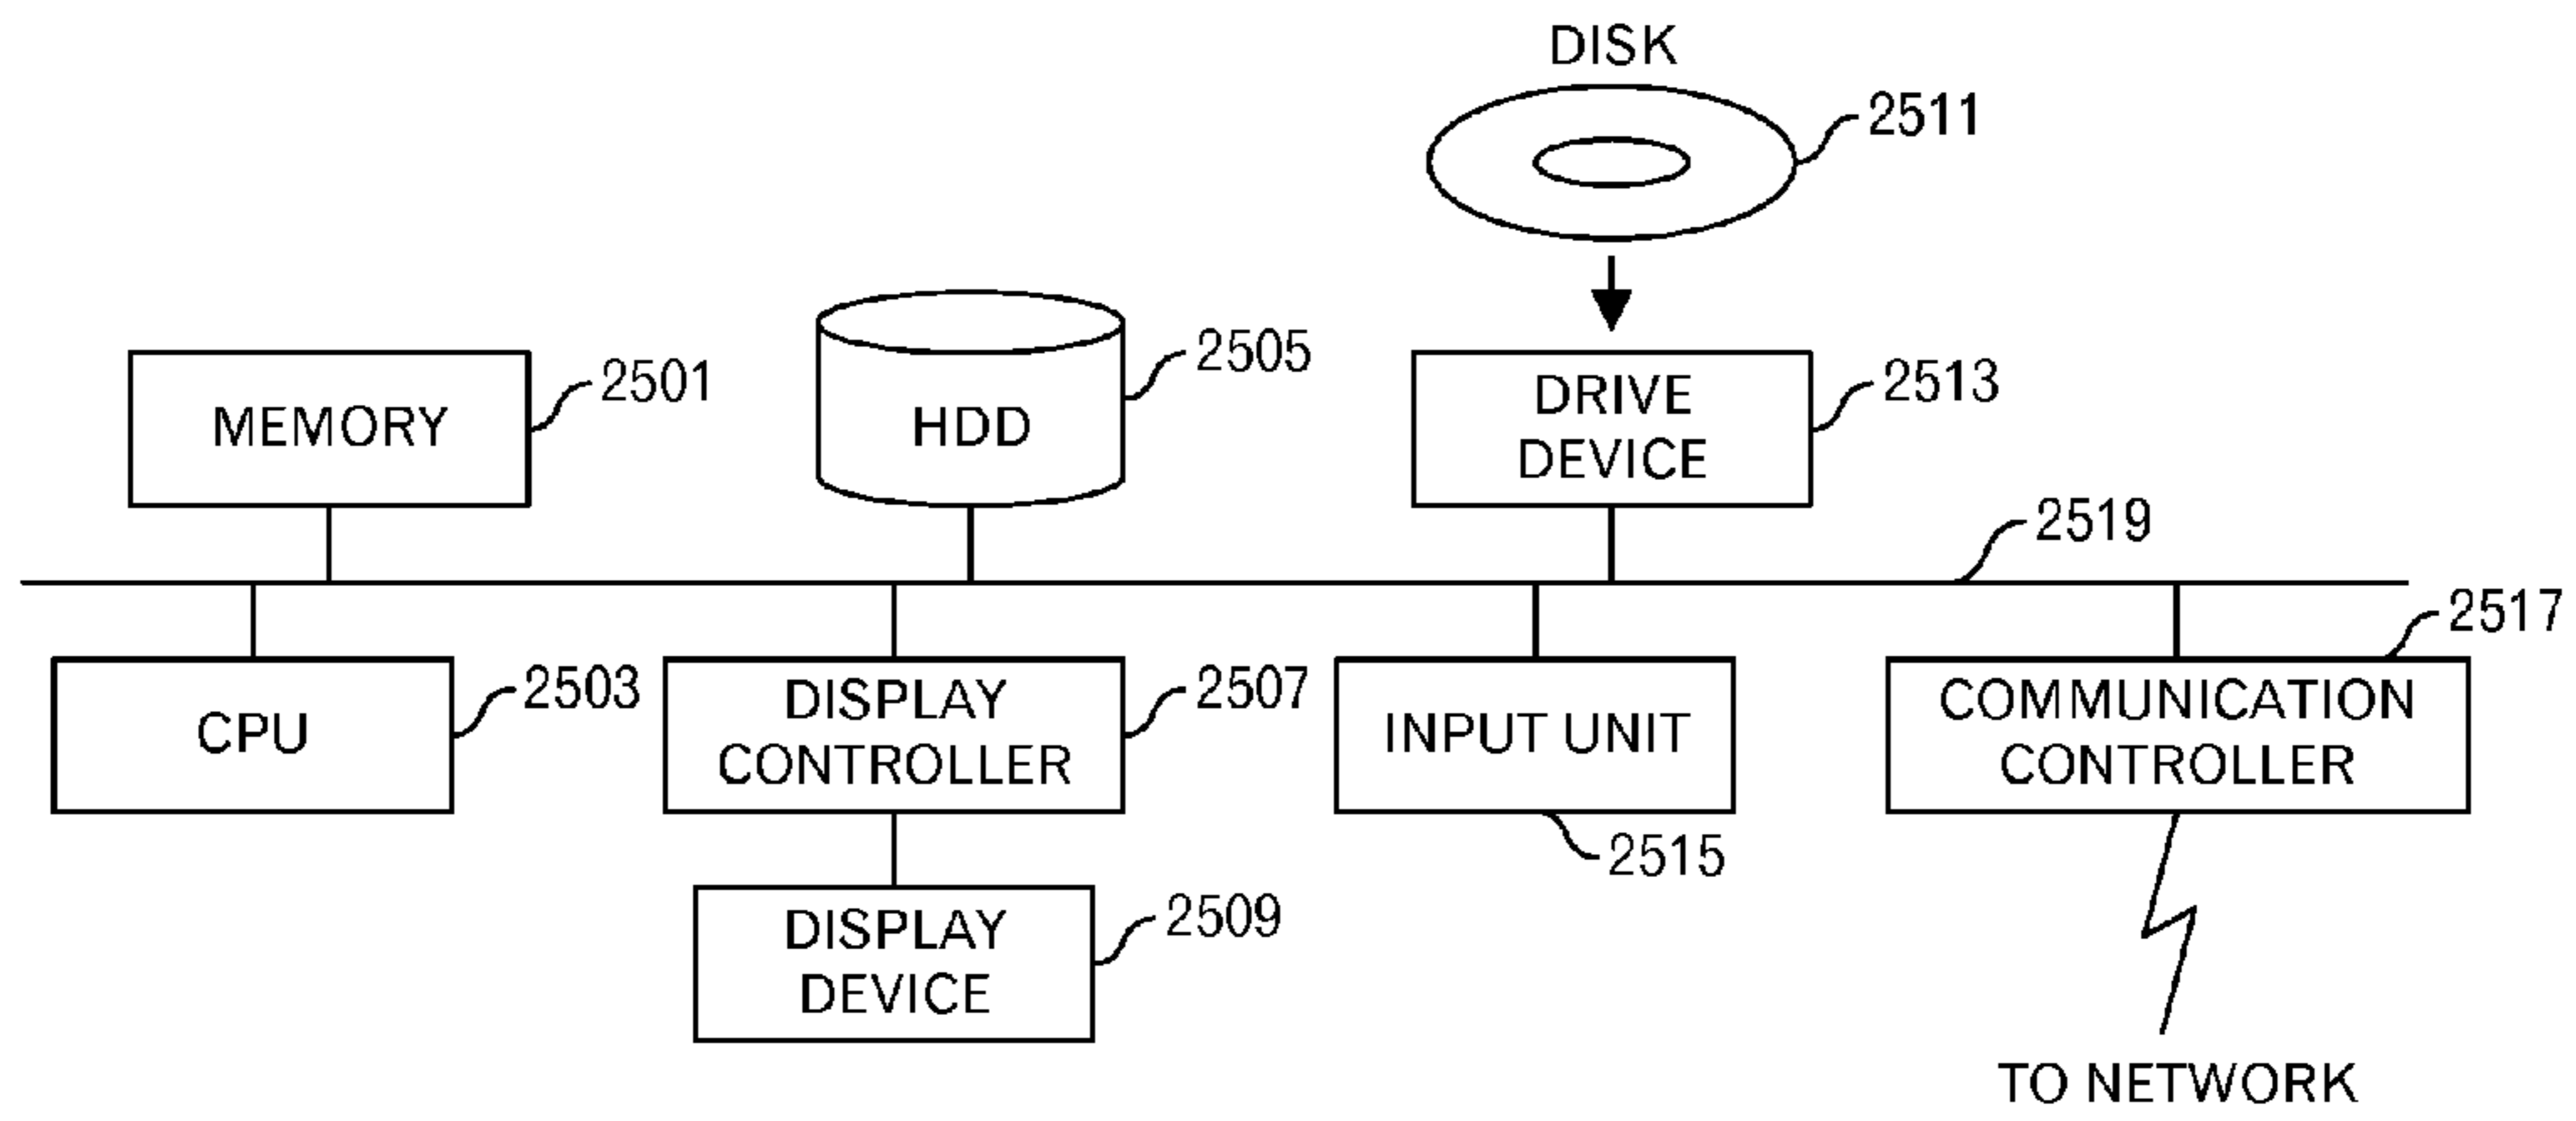 DISK
2511
2505
2501
MEMORY
HDD
DRIVE
DEVICE
2513
2519
2517
CPU
2503
DISPLAY
CONTROLLER
2507
INPUT UNIT
2515
COMMUNICATION
CONTROLLER
DISPLAY
DEVICE
2509
TO NETWORK